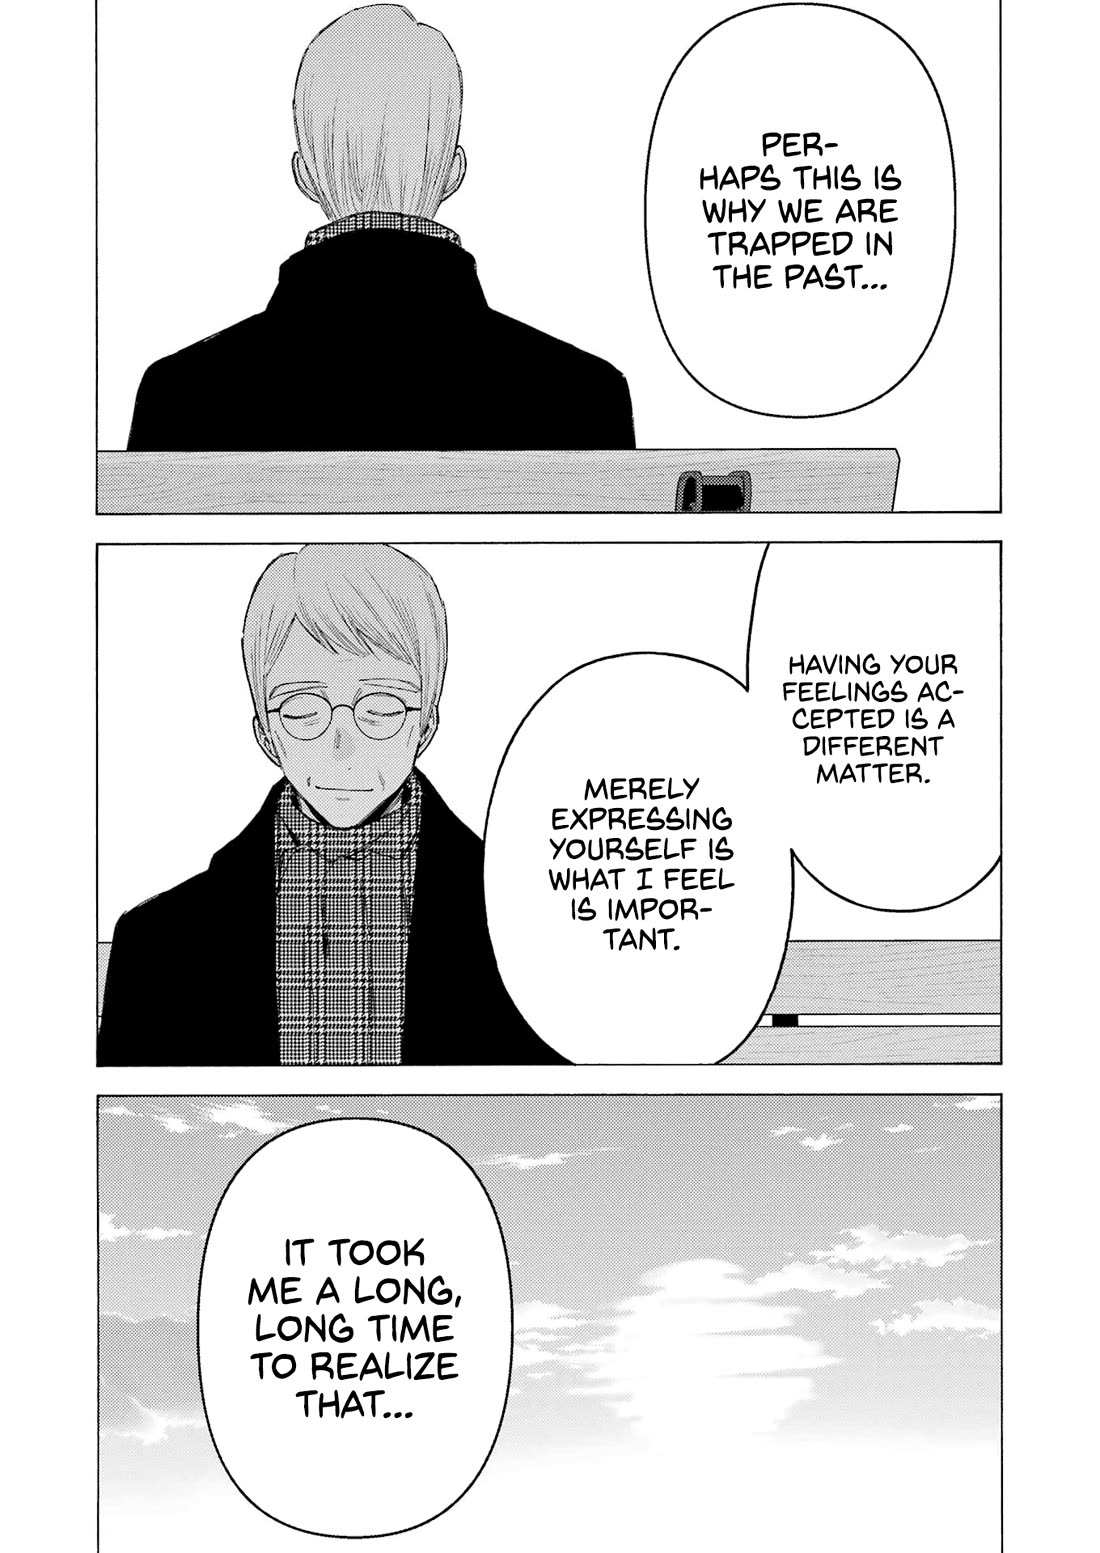 PER-
HAPS THIS IS
WHY WE ARE
TRAPPED IN
THE PAST...
HAVING YOUR
FEELINGS AC-
CEPTED IS A
DIFFERENT
MATTER.
MERELY
EXPRESSING
YOURSELF IS
WHAT I FEEL
IS IMPOR-
TANT.
IT TOOK
ME A LONG,
LONG TIME
TO REALIZE
THAT...